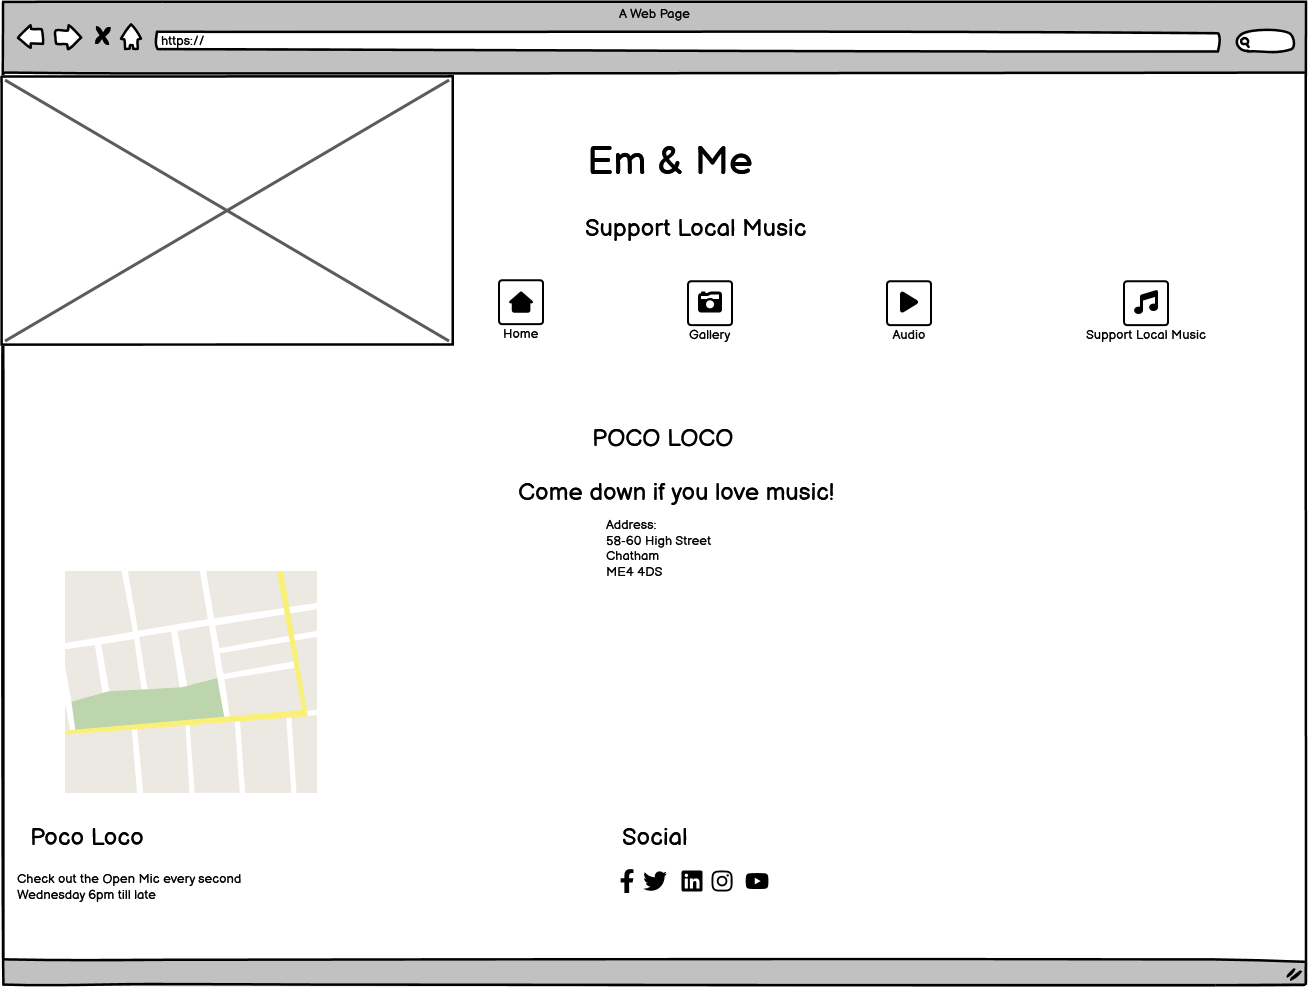 A Web Page
https://
Em & Me
Support Local Music
Home
Gallery
Audio
Support Local Music
POCO LOCO
Come down if you love music!
Address:
58-60 High Street
Chatham
ME4 4DS
Poco Loco
Check out the Open Mic every second
Wednesday 6pm till late
Social